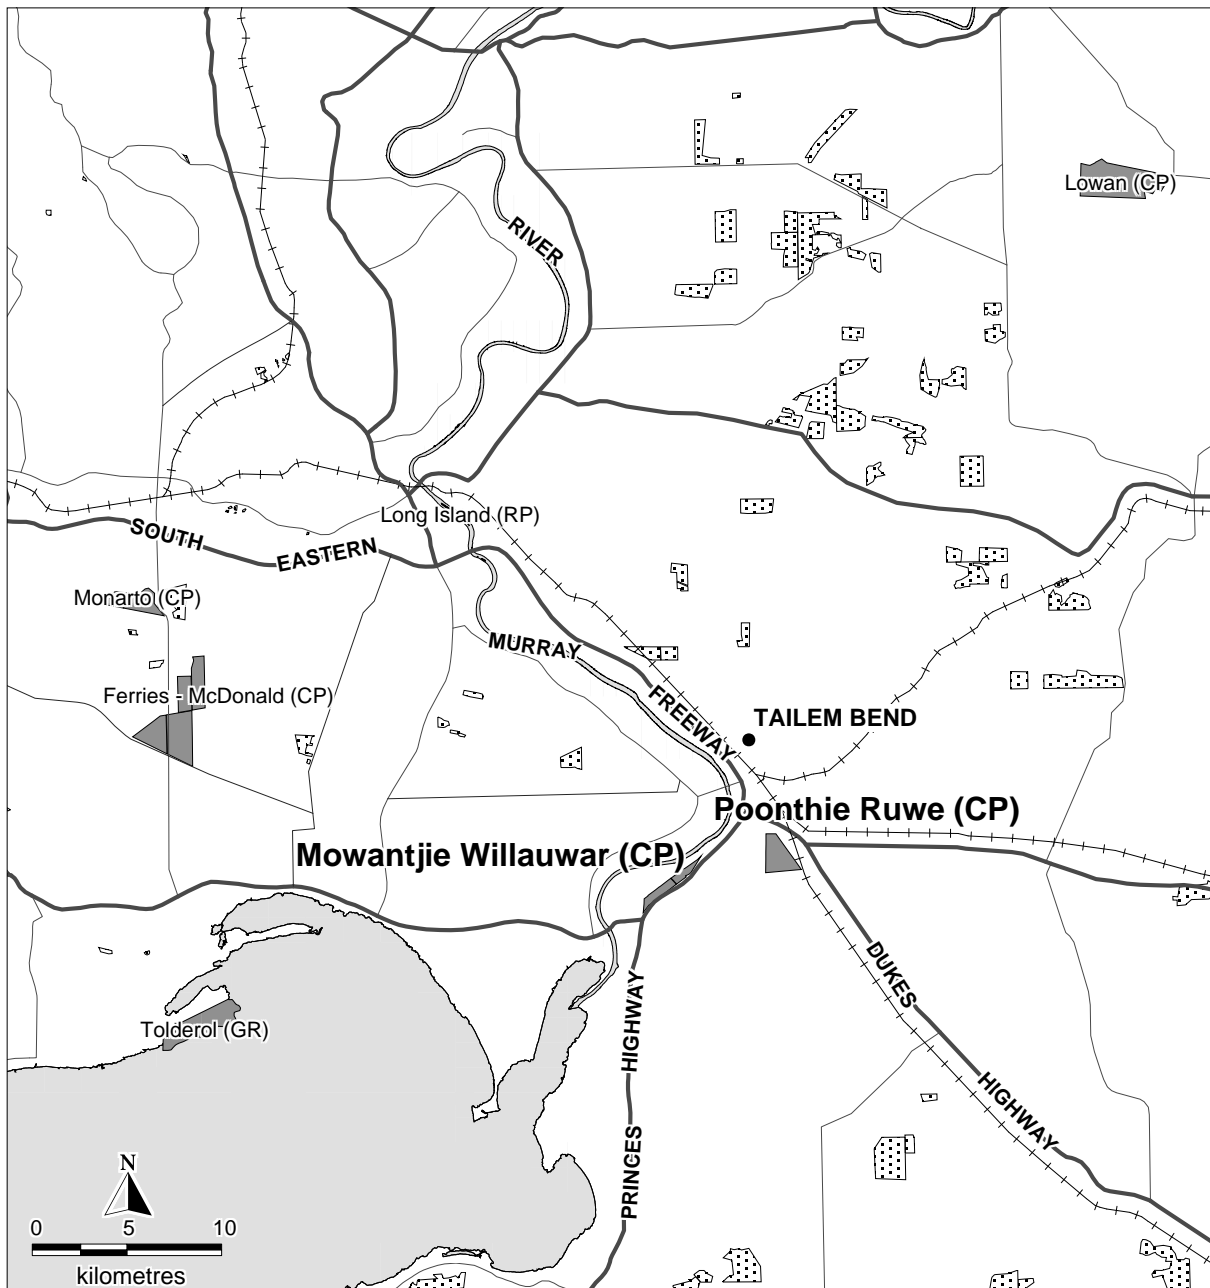 Lowan (CP)
RIVER
Long Island (RP)
SOUTH
EASTERN
Monarto (CP)
MURRAY
Ferries - McDonald (CP)
FREEWAY
TAILEM BEND
Poonthie Ruwe (CP)
Mowantjie Willauwar (CP)
DUKES
HIGHWAY
Tolderol (GR)
HIGHWAY
PRINCES
N
0 5 10
kilometres